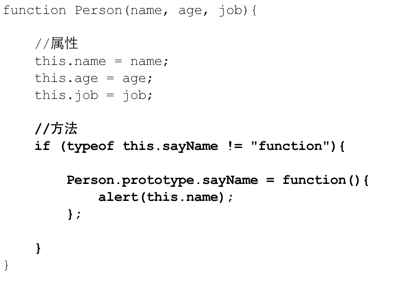 function Person(name, age, job){
//属性
this.name = name;
this.age = age;
this.job = job;
//方法
if (typeof this.sayName != "function"){
Person.prototype.sayName = function(){
alert(this.name);
};
}
}